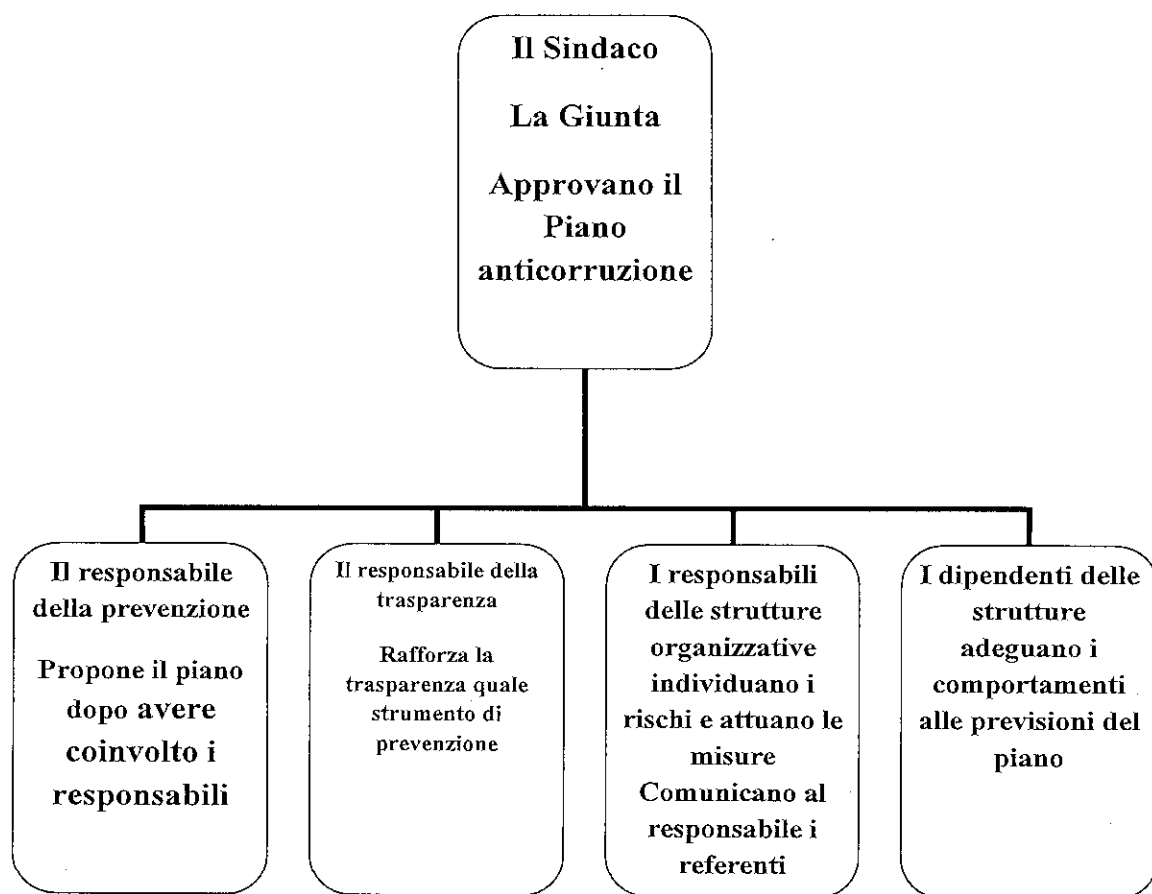 Il Sindaco
La Giunta
Approvano il
Piano
anticorruzione
Il responsabile
della prevenzione
Propone il piano
dopo avere
coinvolto i
responsabili
Il responsabile della
trasparenza
Rafforza la
trasparenza quale
strumento di
prevenzione
I responsabili
delle strutture
organizzative
individuano i
rischi e attuano le
misure
Comunicano al
responsabile i
referenti
I dipendenti delle
strutture
adeguano i
comportamenti
alle previsioni del
piano